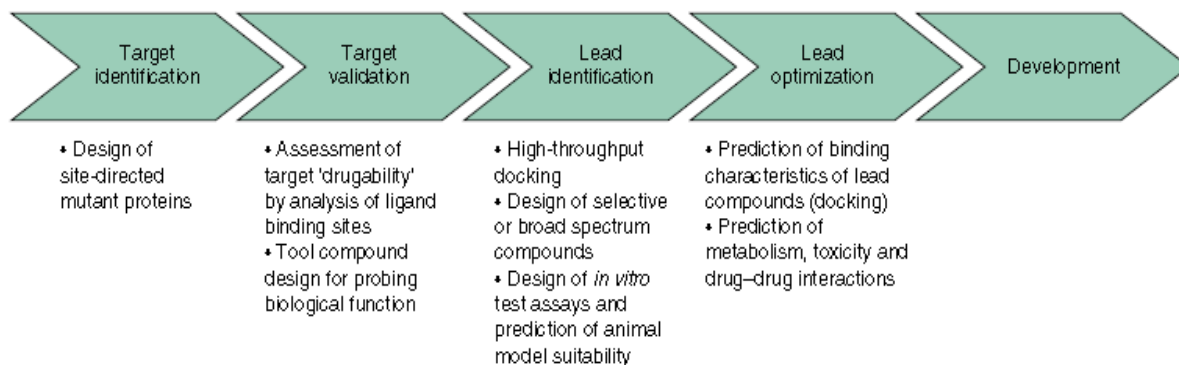 Target
identification
Target
validation
Lead
identification
Lead
optimization
Development
• Design of
site-directed
mutant proteins
• Assessment of
target 'drugability'
by analysis of ligand
binding sites
• Tool compound
design for probing
biological function
• High-throughput
docking
• Design of selective
or broad spectrum
compounds
• Design of in vitro
test assays and
prediction of animal
model suitability
• Prediction of binding
characteristics of lead
compounds (docking)
• Prediction of
metabolism, toxicity and
drug–drug interactions